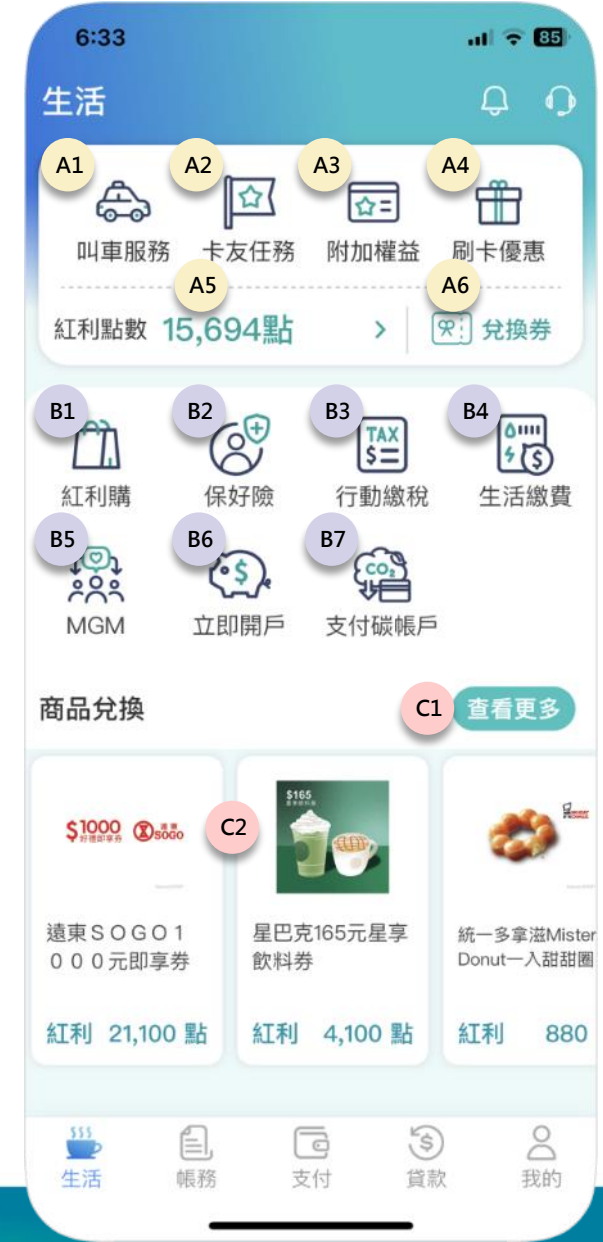 6:33 85
生活
A1 A2 A3 A4
叫車服務 卡友任務 附加權益 刷卡優惠
A5 A6
紅利點數 15,694點 > 兌換券
B1 B2 B3 B4
TAX
$ $
紅利購 保好險 行動繳稅 生活繳費
B5 B6 B7
$ CO₂
MGM 立即開戶 支付碳帳戶
商品兌換 C1 查看更多
$1000 遠東
好禮即享券 SOGO
$165
C2
遠東SOGO1
000元即享券
星巴克165元星享
飲料券
統一多拿滋Mister
Donut一入甜甜圈
紅利 21,100 點 紅利 4,100 點 紅利 880
$
生活 帳務 支付 貸款 我的